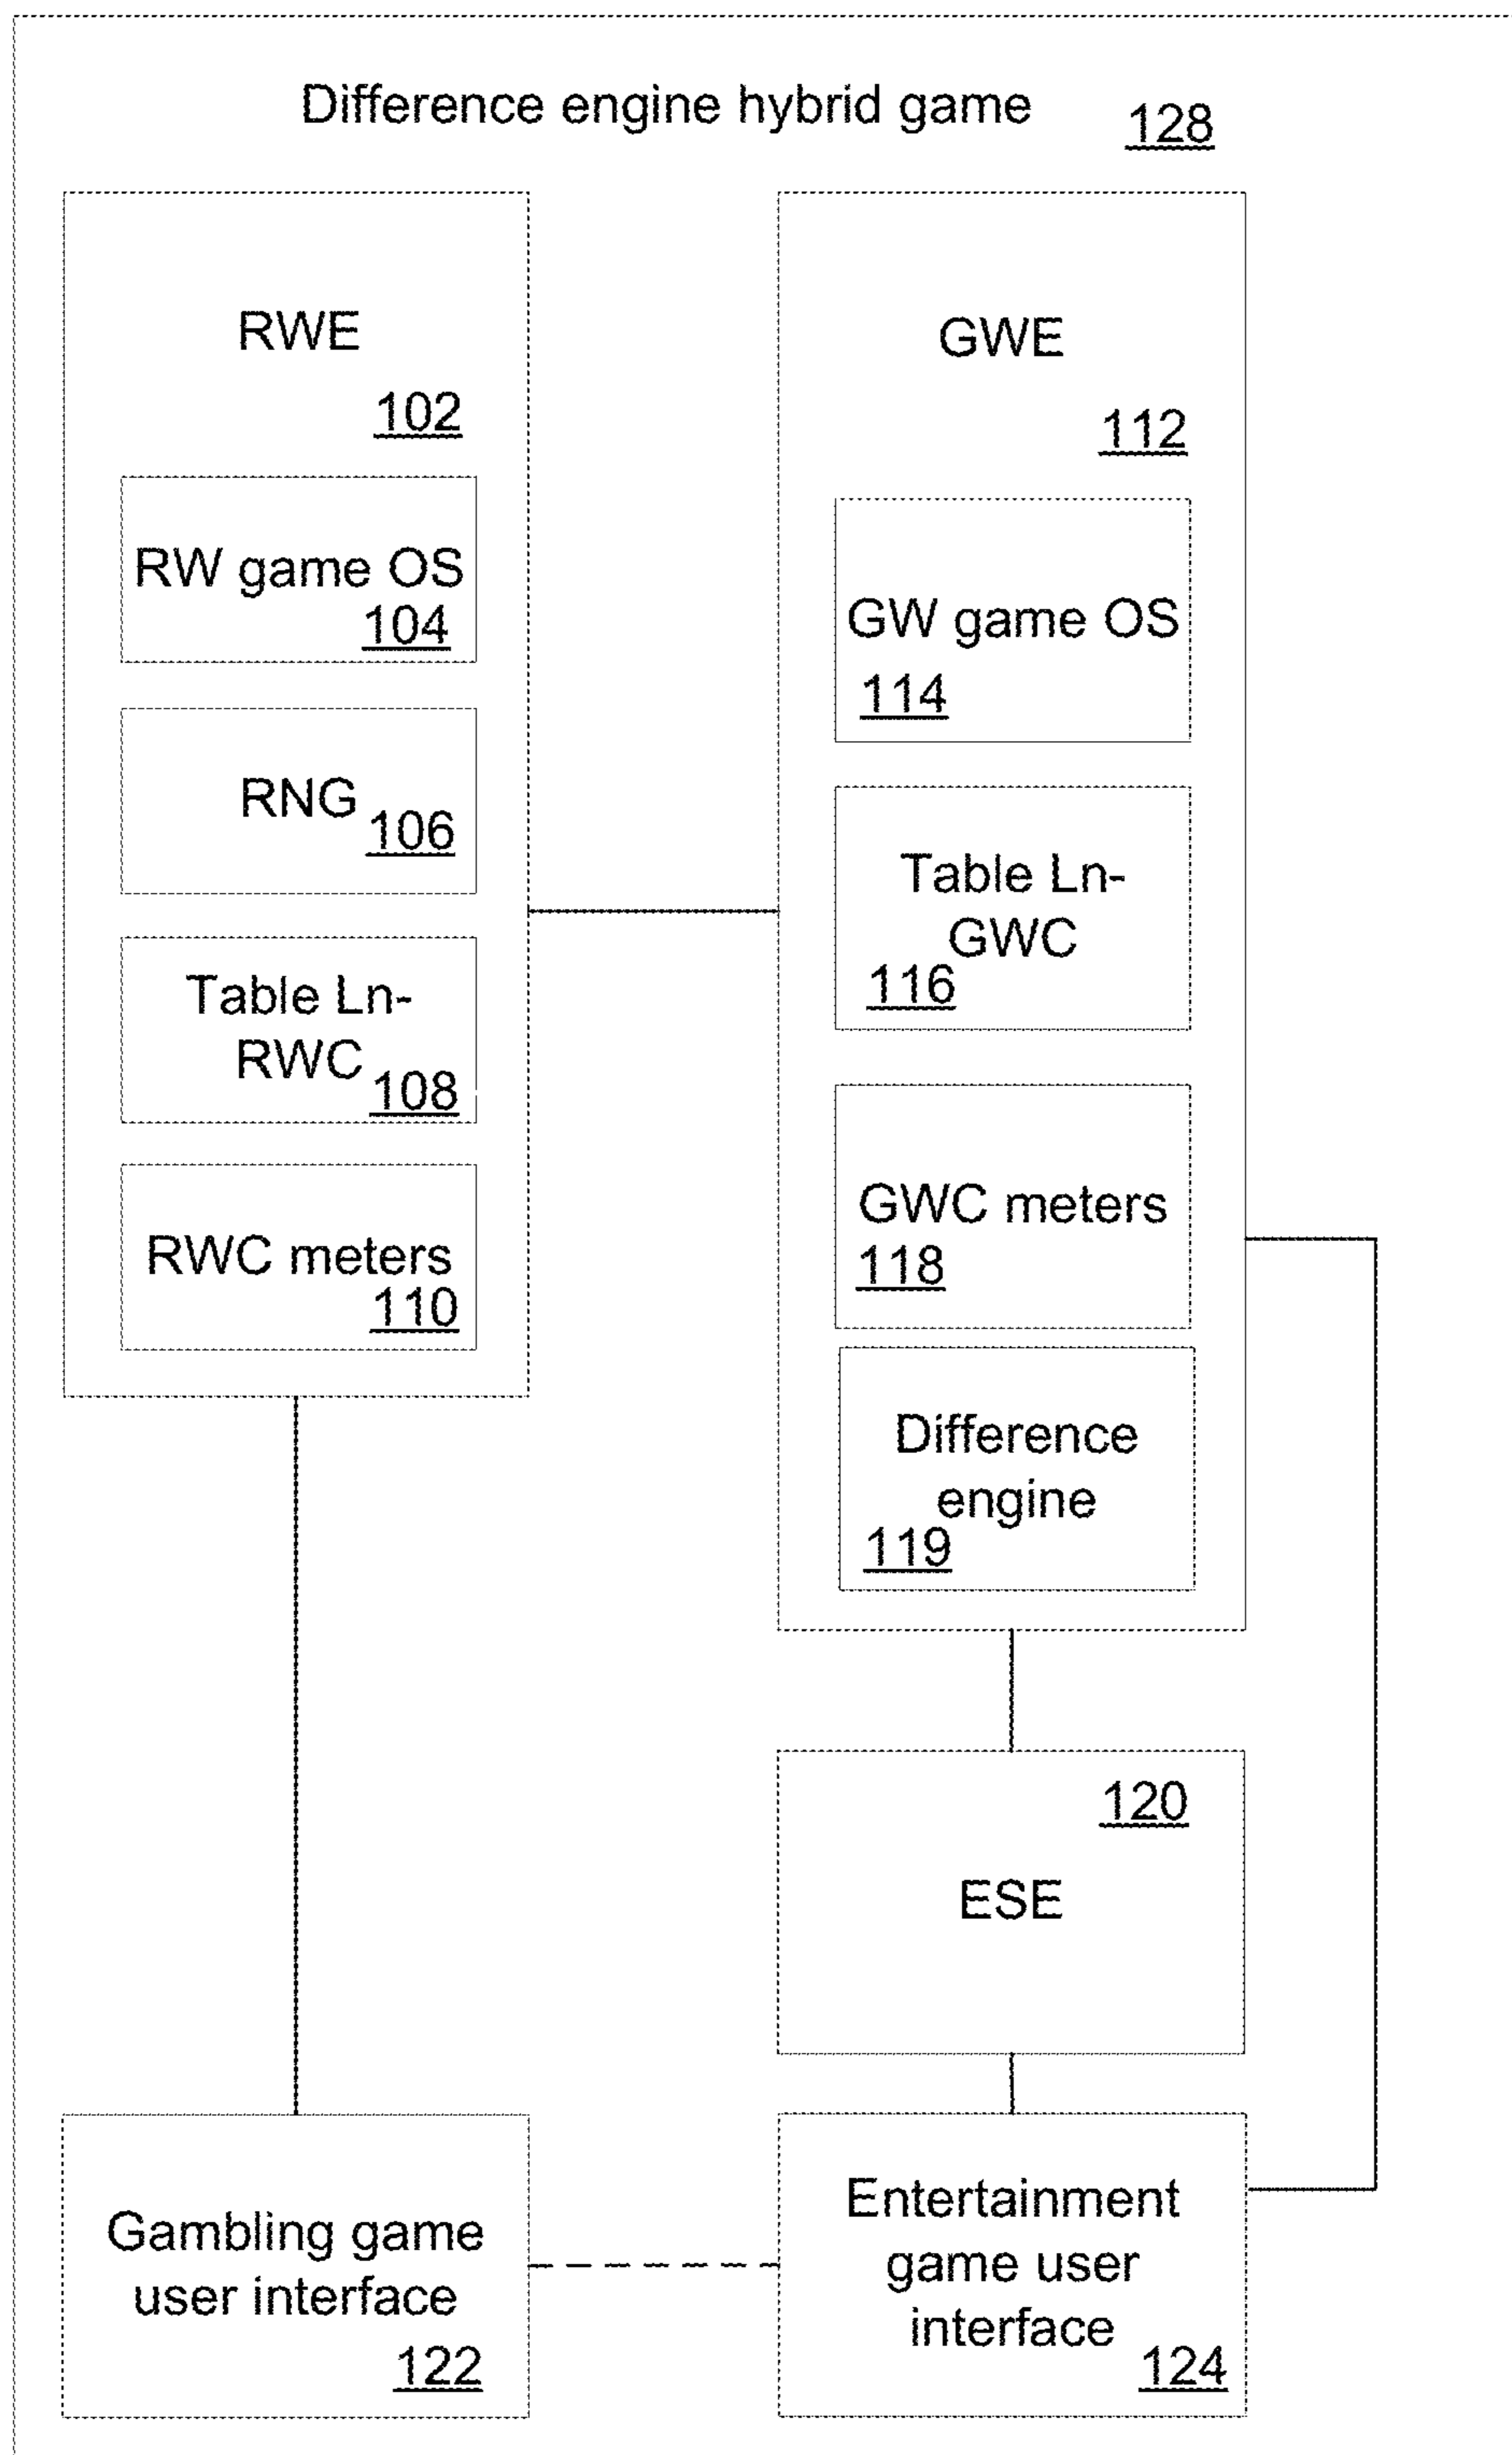 Difference engine hybrid game
128
RWE
102
RW game OS
104
RNG
106
Table Ln-
RWC
108
RWC meters
110
GWE
112
GW game OS
114
Table Ln-
GWC
116
GWC meters
118
Difference
engine
119
120
ESE
Gambling game
user interface
122
Entertainment
game user
interface
124